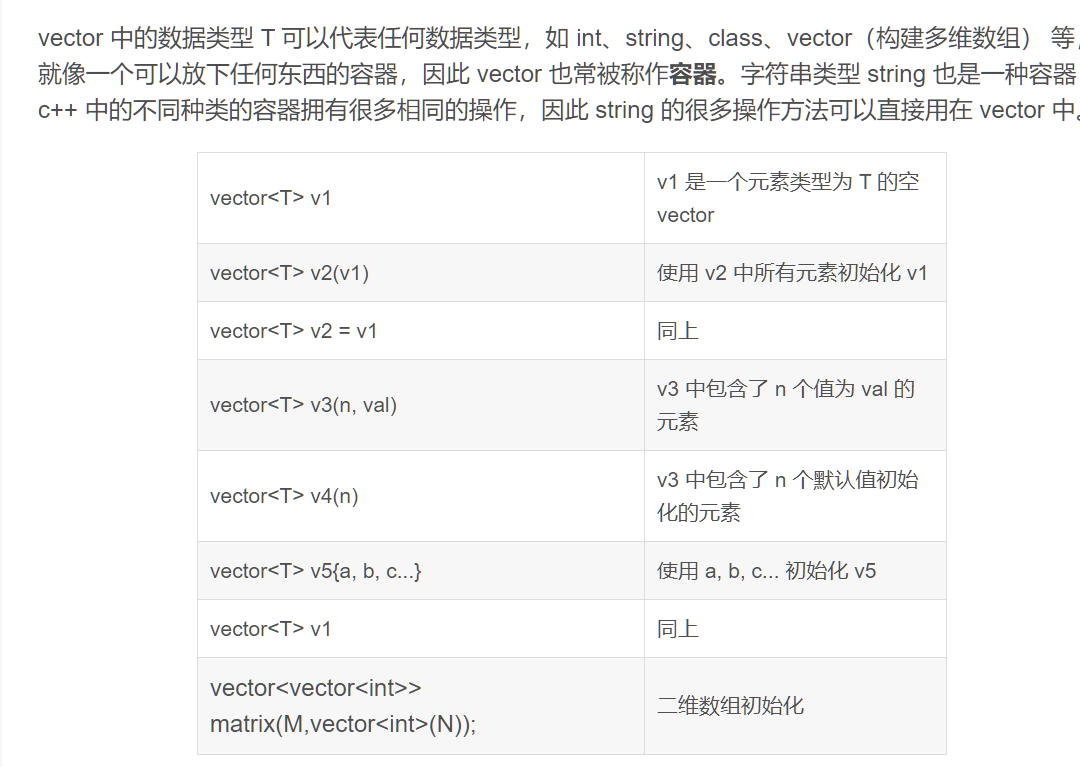 vector 中的数据类型 T 可以代表任何数据类型，如 int、string、class、vector（构建多维数组） 等，
就像一个可以放下任何东西的容器，因此 vector 也常被称作容器。字符串类型 string 也是一种容器
c++ 中的不同种类的容器拥有很多相同的操作，因此 string 的很多操作方法可以直接用在 vector 中。
vector<T> v1
v1 是一个元素类型为 T 的空
vector
vector<T> v2(v1)
使用 v2 中所有元素初始化 v1
vector<T> v2 = v1
同上
vector<T> v3(n, val)
v3 中包含了 n 个值为 val 的
元素
vector<T> v4(n)
v3 中包含了 n 个默认值初始
化的元素
vector<T> v5{a, b, c...}
使用 a, b, c... 初始化 v5
vector<T> v1
同上
vector<vector<int>>
matrix(M,vector<int>(N));
二维数组初始化